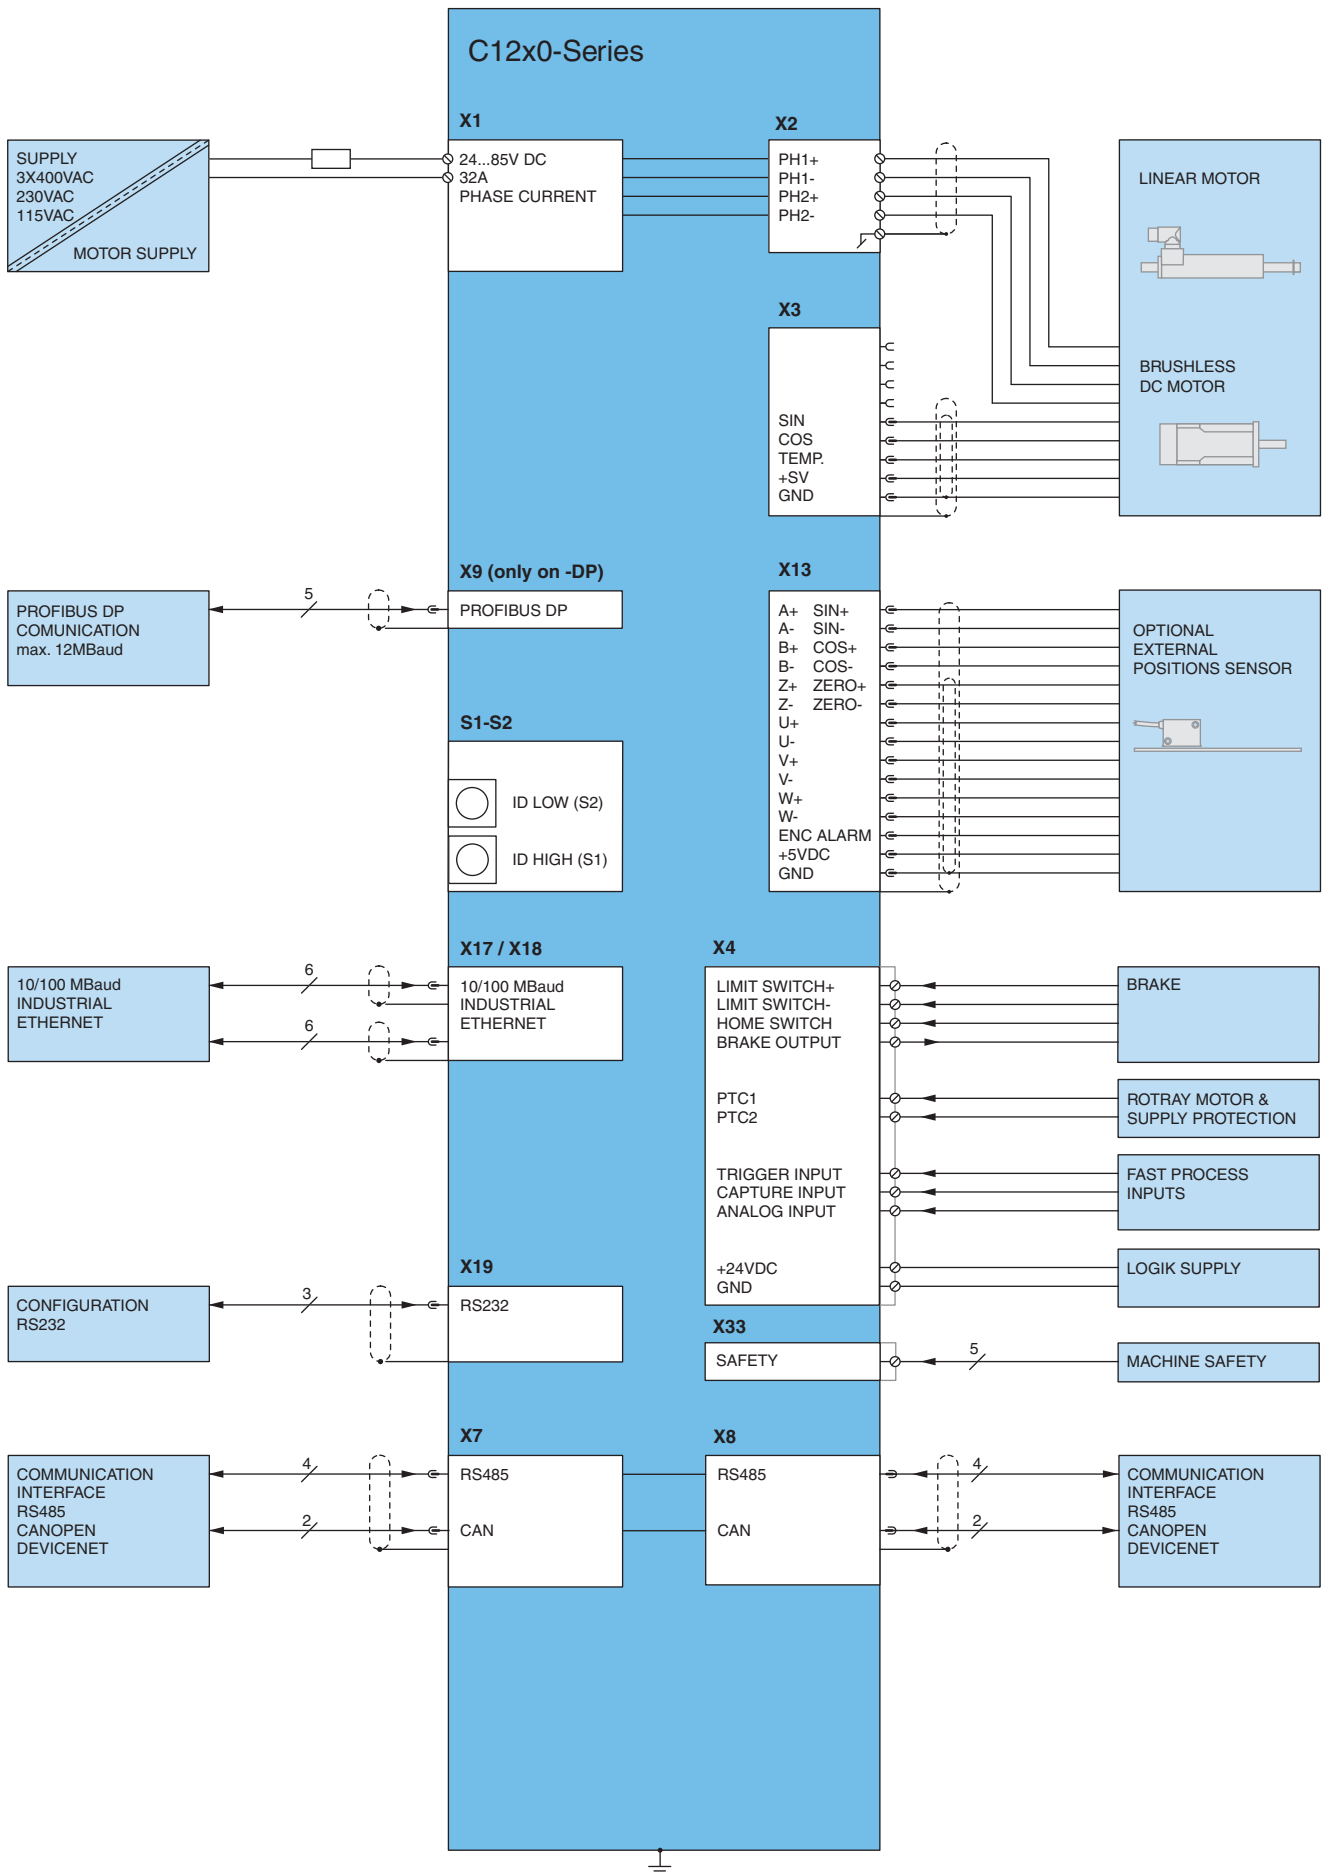 C12x0-Series
X1
X2
SUPPLY
3X400VAC
230VAC
115VAC
MOTOR SUPPLY
24...85V DC
32A
PHASE CURRENT
PH1+
PH1-
PH2+
PH2-
LINEAR MOTOR
BRUSHLESS
DC MOTOR
X3
SIN
COS
TEMP.
+SV
GND
X9 (only on -DP)
PROFIBUS DP
COMUNICATION
max. 12MBaud
5
PROFIBUS DP
X13
A+ SIN+
A- SIN-
B+ COS+
B- COS-
Z+ ZERO+
Z- ZERO-
U+
U-
V+
V-
W+
W-
ENC ALARM
+5VDC
GND
OPTIONAL
EXTERNAL
POSITIONS SENSOR
S1-S2
ID LOW (S2)
ID HIGH (S1)
X17 / X18
10/100 MBaud
INDUSTRIAL
ETHERNET
6
6
10/100 MBaud
INDUSTRIAL
ETHERNET
X4
LIMIT SWITCH+
LIMIT SWITCH-
HOME SWITCH
BRAKE OUTPUT
PTC1
PTC2
TRIGGER INPUT
CAPTURE INPUT
ANALOG INPUT
+24VDC
GND
BRAKE
ROTRAY MOTOR &
SUPPLY PROTECTION
FAST PROCESS
INPUTS
LOGIK SUPPLY
X19
CONFIGURATION
RS232
3
RS232
X33
SAFETY
5
MACHINE SAFETY
X7
COMMUNICATION
INTERFACE
RS485
CANOPEN
DEVICENET
4
2
RS485
CAN
X8
RS485
CAN
4
2
COMMUNICATION
INTERFACE
RS485
CANOPEN
DEVICENET